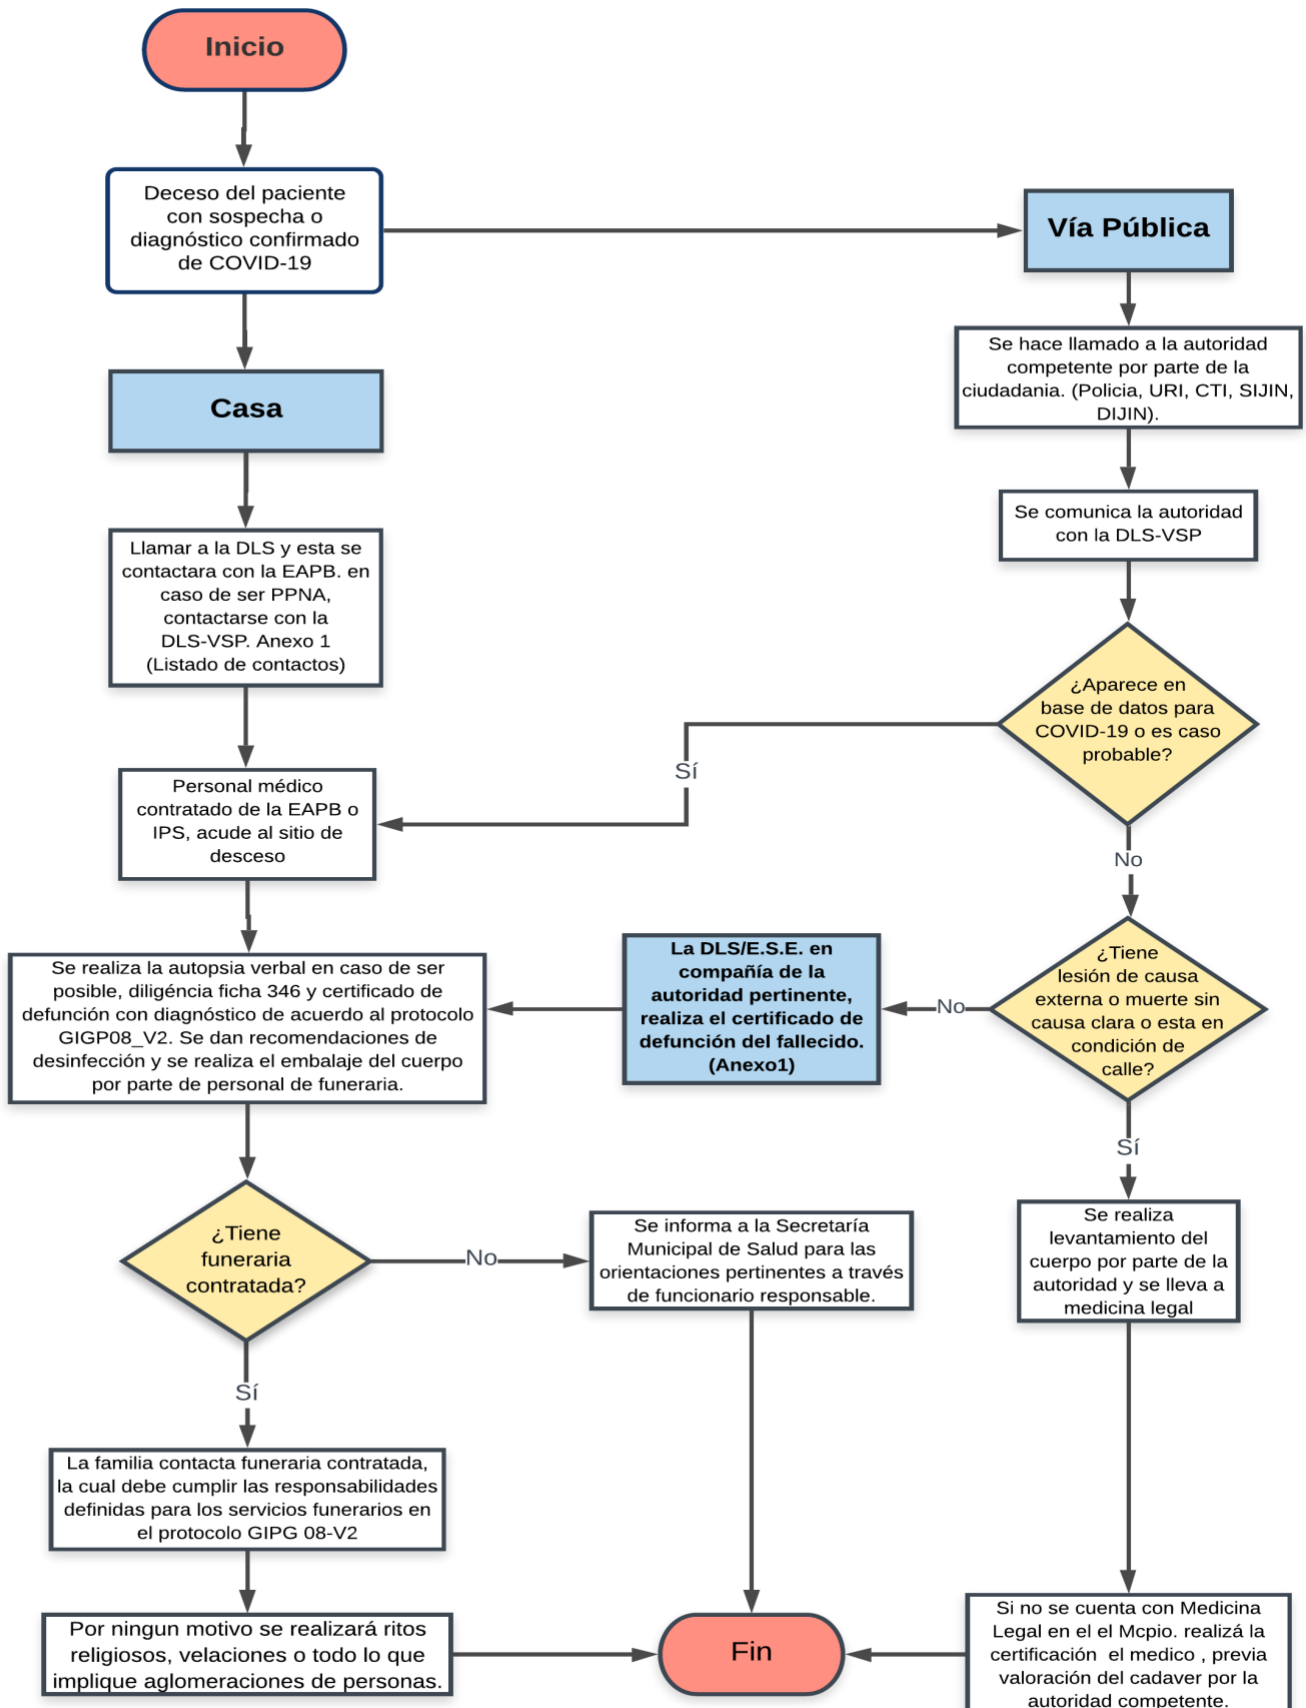 Inicio
Deceso del paciente
con sospecha o
diagnóstico confirmado
de COVID-19
Vía Pública
Se hace llamado a la autoridad
competente por parte de la
ciudadania. (Policia, URI, CTI, SIJIN,
DIJIN).
Casa
Se comunica la autoridad
con la DLS-VSP
Llamar a la DLS y esta se
contactara con la EAPB. en
caso de ser PPNA,
contactarse con la
DLS-VSP. Anexo 1
(Listado de contactos)
¿Aparece en
base de datos para
COVID-19 o es caso
probable?
Sí
No
Personal médico
contratado de la EAPB o
IPS, acude al sitio de
desceso
¿Tiene
lesión de causa
externa o muerte sin
causa clara o esta en
condición de
calle?
No
Sí
La DLS/E.S.E. en
compañía de la
autoridad pertinente,
realiza el certificado de
defunción del fallecido.
(Anexo1)
Se realiza la autopsia verbal en caso de ser
posible, diligéncia ficha 346 y certificado de
defunción con diagnóstico de acuerdo al protocolo
GIGP08_V2. Se dan recomendaciones de
desinfección y se realiza el embalaje del cuerpo
por parte de personal de funeraria.
¿Tiene
funeraria
contratada?
No
Sí
Se informa a la Secretaría
Municipal de Salud para las
orientaciones pertinentes a través
de funcionario responsable.
Se realiza
levantamiento del
cuerpo por parte de la
autoridad y se lleva a
medicina legal
La familia contacta funeraria contratada,
la cual debe cumplir las responsabilidades
definidas para los servicios funerarios en
el protocolo GIPG 08-V2
Por ningun motivo se realizará ritos
religiosos, velaciones o todo lo que
implique aglomeraciones de personas.
Fin
Si no se cuenta con Medicina
Legal en el el Mcpio. realizá la
certificación el medico , previa
valoración del cadaver por la
autoridad competente.